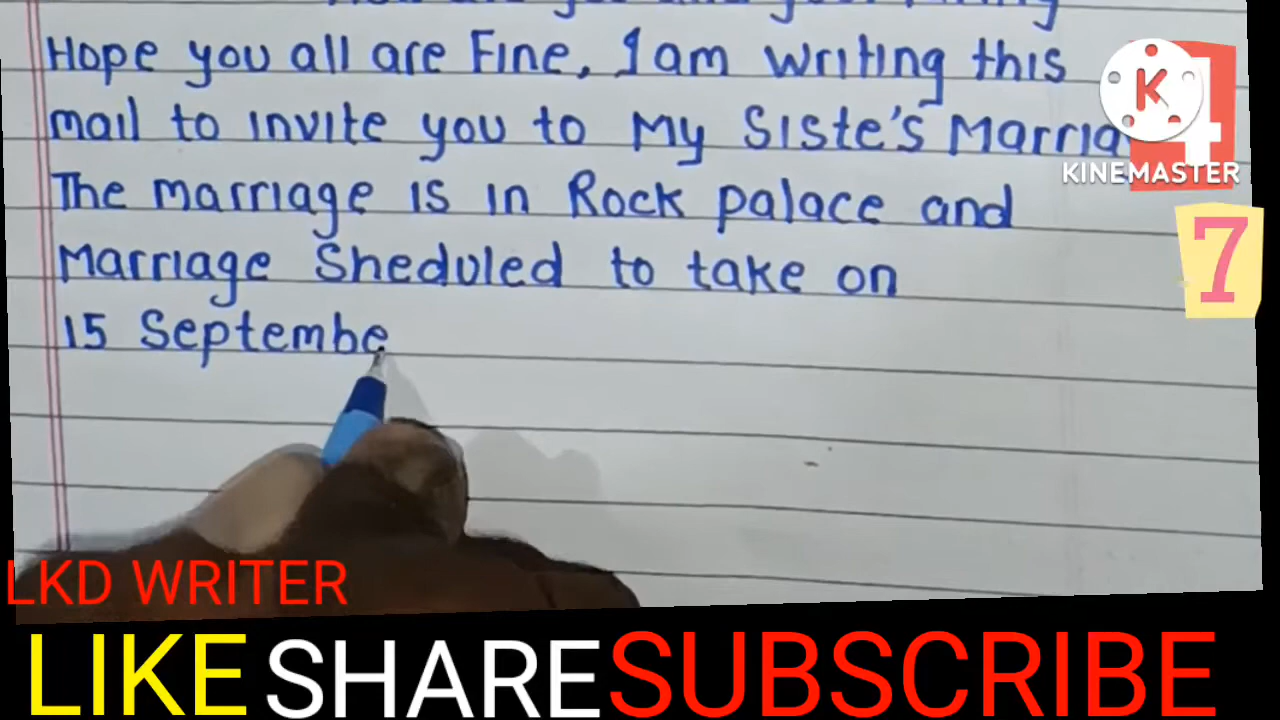 Hope you all are Fine, I am writing this
mail to invite you to My Siste's Marria
The marriage is in Rock palace and
Marriage Sheduled to take on
15 Septembe
4
K
KINEMASTER
7
LKD WRITER
LIKE SHARE SUBSCRIBE